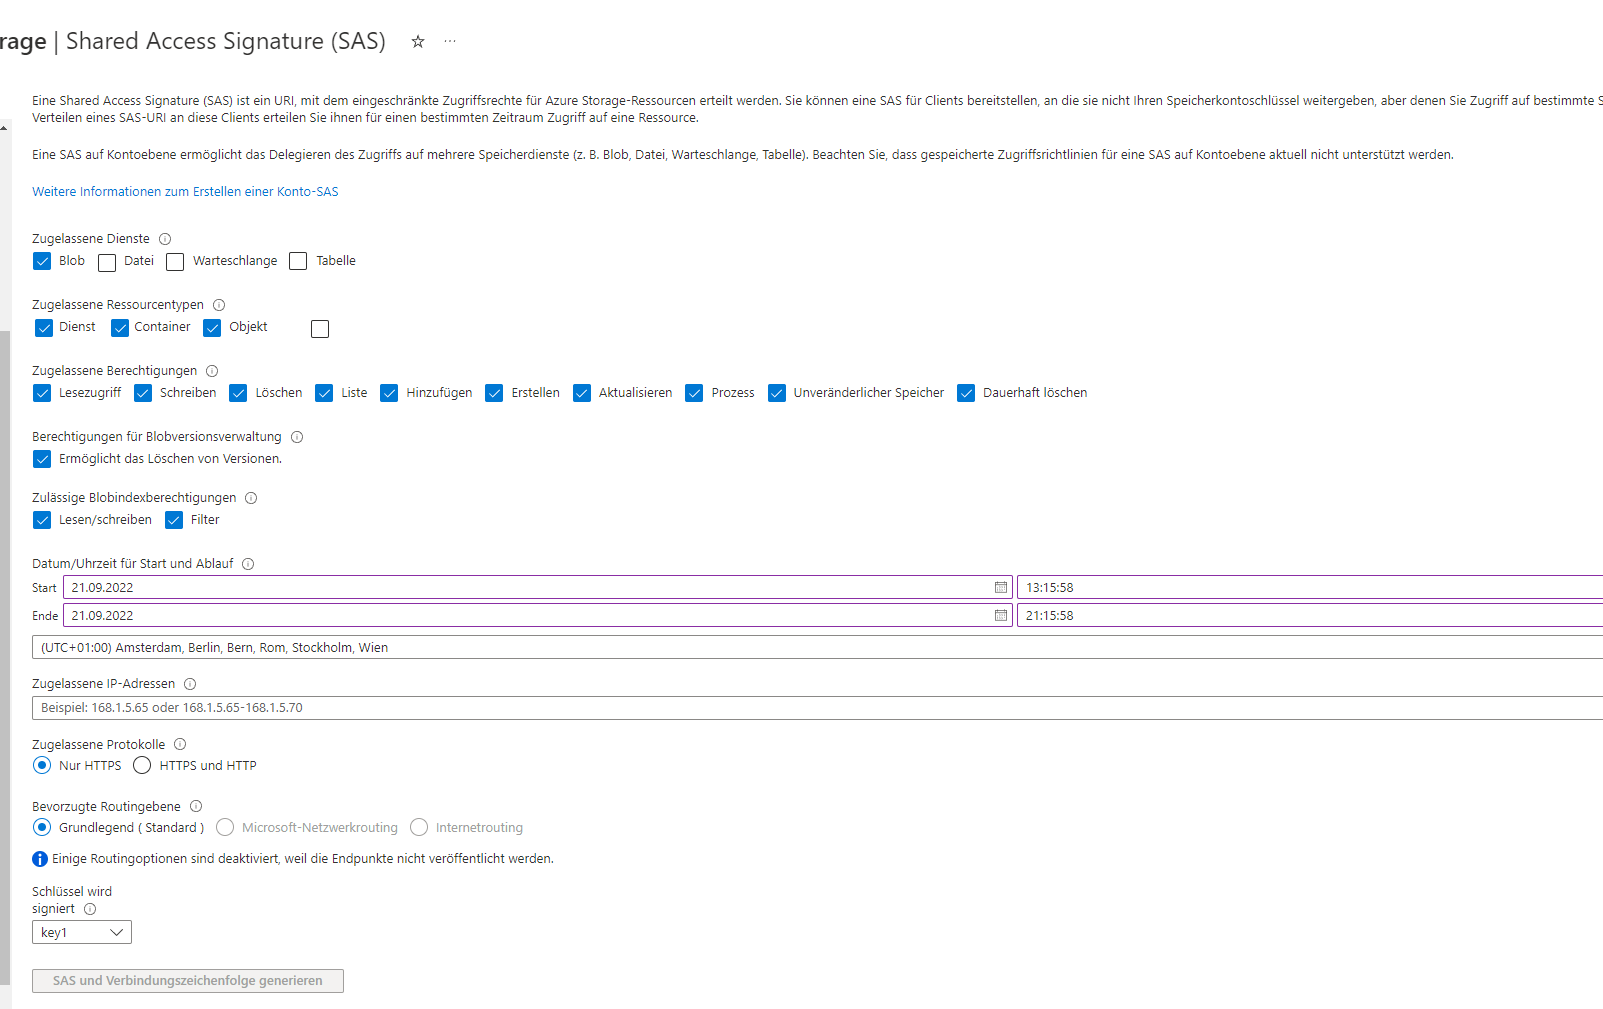 rage | Shared Access Signature (SAS)
Eine Shared Access Signature (SAS) ist ein URI, mit dem eingeschränkte Zugriffsrechte für Azure Storage-Ressourcen erteilt werden. Sie können eine SAS für Clients bereitstellen, an die sie nicht Ihren Speicherkontoschlüssel weitergeben, aber denen Sie Zugriff auf bestimmte S
Verteilen eines SAS-URI an diese Clients erteilen Sie ihnen für einen bestimmten Zeitraum Zugriff auf eine Ressource.
Eine SAS auf Kontoebene ermöglicht das Delegieren des Zugriffs auf mehrere Speicherdienste (z. B. Blob, Datei, Warteschlange, Tabelle). Beachten Sie, dass gespeicherte Zugriffsrichtlinien für eine SAS auf Kontoebene aktuell nicht unterstützt werden.
Weitere Informationen zum Erstellen einer Konto-SAS
Zugelassene Dienste
Blob Datei Warteschlange Tabelle
Zugelassene Ressourcentypen
Dienst Container Objekt
Zugelassene Berechtigungen
Lesezugriff Schreiben Löschen Liste Hinzufügen Erstellen Aktualisieren Prozess Unveränderlicher Speicher Dauerhaft löschen
Berechtigungen für Blobversionsverwaltung
Ermöglicht das Löschen von Versionen.
Zulässige Blobindexberechtigungen
Lesen/schreiben Filter
Datum/Uhrzeit für Start und Ablauf
Start 21.09.2022 13:15:58
Ende 21.09.2022 21:15:58
(UTC+01:00) Amsterdam, Berlin, Bern, Rom, Stockholm, Wien
Zugelassene IP-Adressen
Beispiel: 168.1.5.65 oder 168.1.5.65-168.1.5.70
Zugelassene Protokolle
Nur HTTPS HTTPS und HTTP
Bevorzugte Routingebene
Grundlegend ( Standard ) Microsoft-Netzwerkrouting Internetrouting
Einige Routingoptionen sind deaktiviert, weil die Endpunkte nicht veröffentlicht werden.
Schlüssel wird
signiert
key1
SAS und Verbindungszeichenfolge generieren